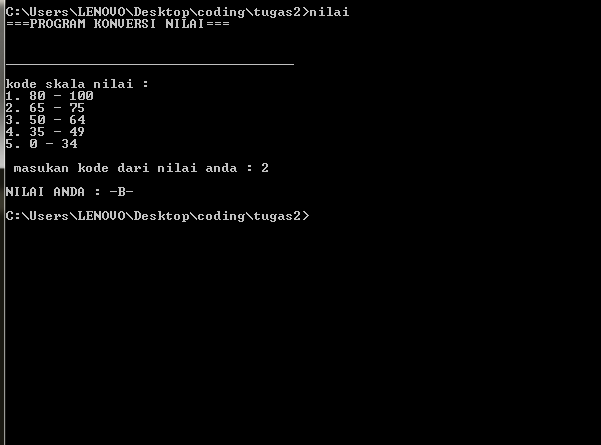 C:\Users\LENOVO\Desktop\coding\tugas2>nilai
===PROGRAM KONVERSI NILAI===
____________________________________
kode skala nilai :
1. 80 - 100
2. 65 - 75
3. 50 - 64
4. 35 - 49
5. 0 - 34
masukan kode dari nilai anda : 2
NILAI ANDA : -B-
C:\Users\LENOVO\Desktop\coding\tugas2>